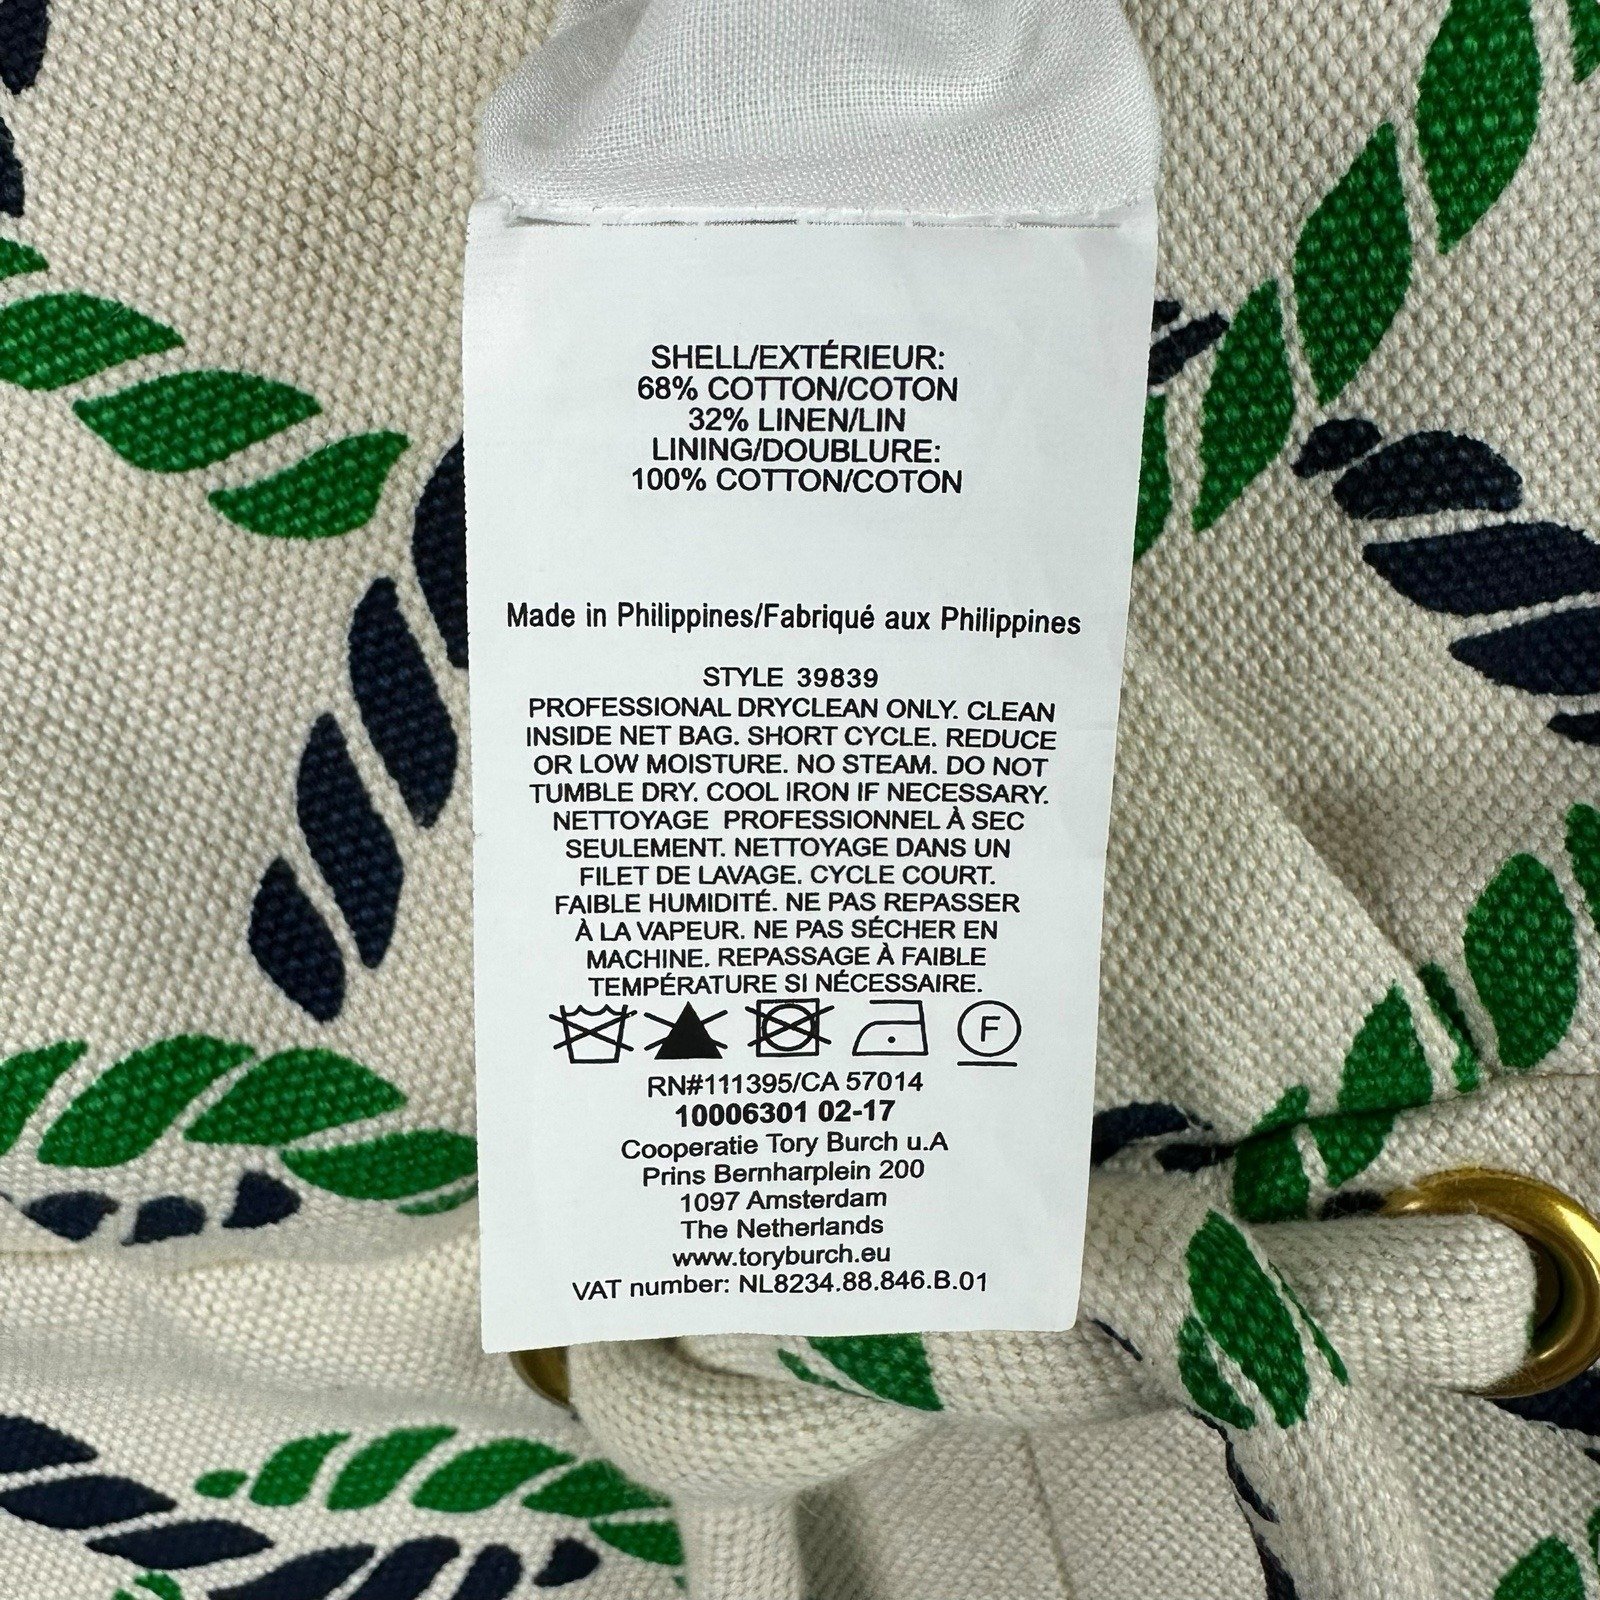 SHELL/EXTÉRIEUR:
68% COTTON/COTON
32% LINEN/LIN
LINING/DOUBLURE:
100% COTTON/COTON
Made in Philippines/Fabriqué aux Philippines
STYLE 39839
PROFESSIONAL DRYCLEAN ONLY. CLEAN
INSIDE NET BAG. SHORT CYCLE. REDUCE
OR LOW MOISTURE. NO STEAM. DO NOT
TUMBLE DRY. COOL IRON IF NECESSARY.
NETTOYAGE PROFESSIONNEL À SEC
SEULEMENT. NETTOYAGE DANS UN
FILET DE LAVAGE. CYCLE COURT.
FAIBLE HUMIDITÉ. NE PAS REPASSER
À LA VAPEUR. NE PAS SÉCHER EN
MACHINE. REPASSAGE À FAIBLE
TEMPÉRATURE SI NÉCESSAIRE.
F
RN#111395/CA 57014
10006301 02-17
Cooperatie Tory Burch u.A
Prins Bernharplein 200
1097 Amsterdam
The Netherlands
www.toryburch.eu
VAT number: NL8234.88.846.B.01